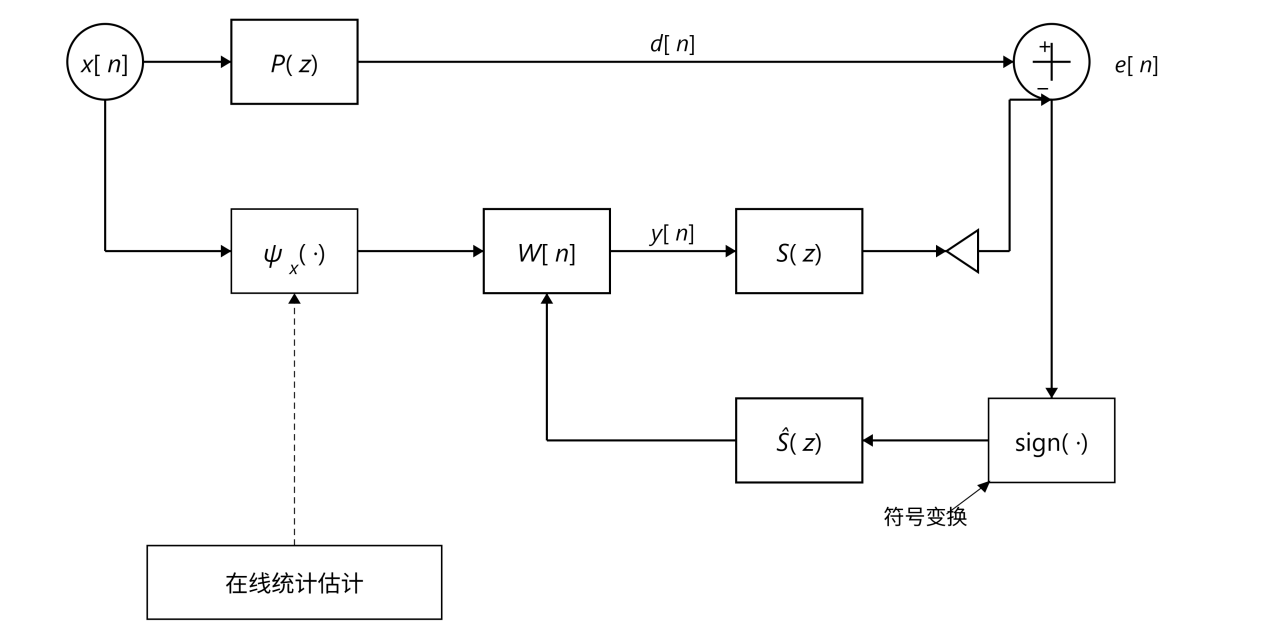 x[ n]
P( z)
d[ n]
+
−
e[ n]
ψ x( ·)
W[ n]
y[ n]
S( z)
Ŝ( z)
sign( ·)
符号变换
在线统计估计